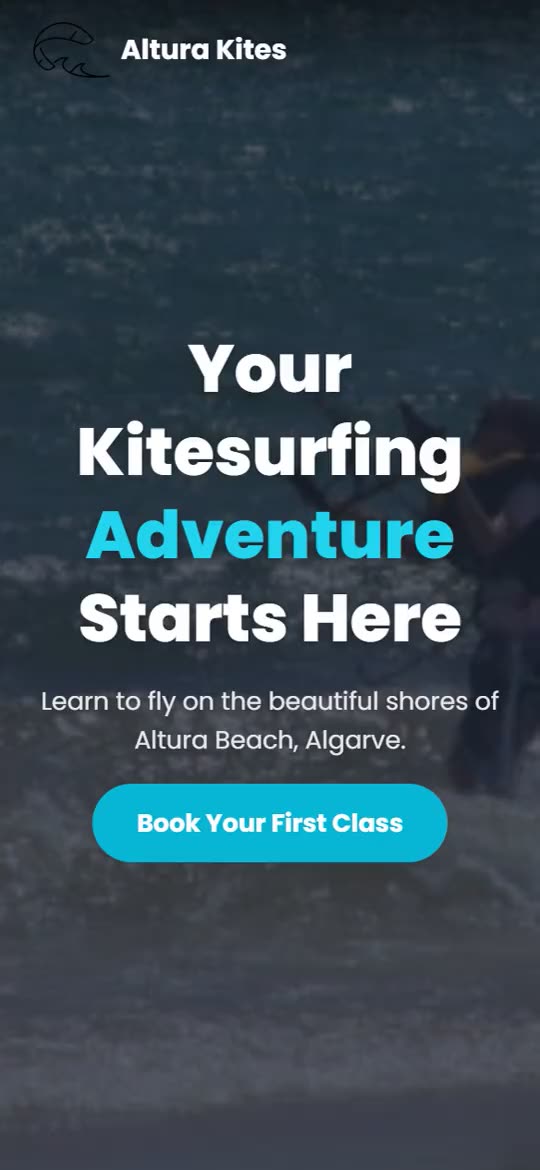 Altura Kites
Your
Kitesurfing
Adventure
Starts Here
Learn to fly on the beautiful shores of
Altura Beach, Algarve.
Book Your First Class